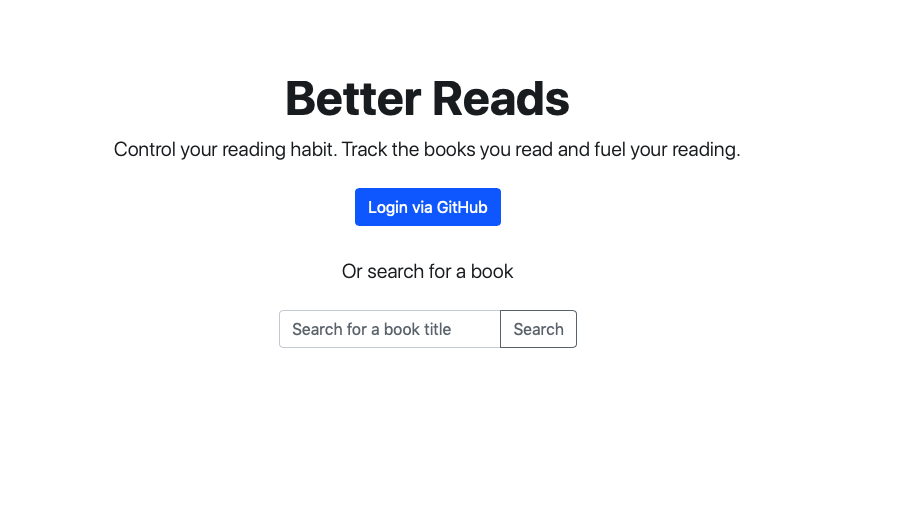 Better Reads
Control your reading habit. Track the books you read and fuel your reading.
Login via GitHub
Or search for a book
Search for a book title
Search